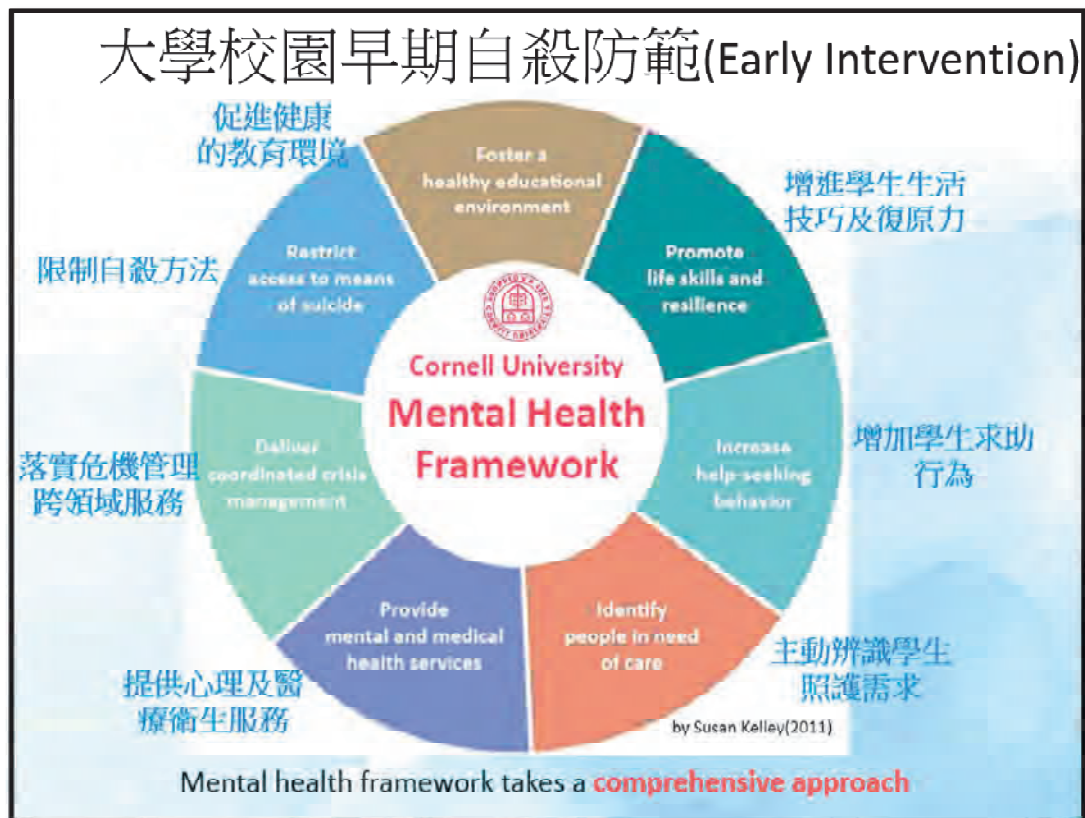 大學校園早期自殺防範(Early Intervention)
促進健康
的教育環境
Foster a
healthy educational
environment
增進學生生活
技巧及復原力
Promote
life skills and
resilience
限制自殺方法
Restrict
access to means
of suicide
Cornell University
Mental Health
Framework
增加學生求助
行為
Increase
help-seeking
behavior
落實危機管理
跨領域服務
Deliver
coordinated crisis
management
提供心理及醫
療衛生服務
Provide
mental and medical
health services
Identify
people in need
of care
主動辨識學生
照護需求
by Susan Kelley(2011)
Mental health framework takes a comprehensive approach